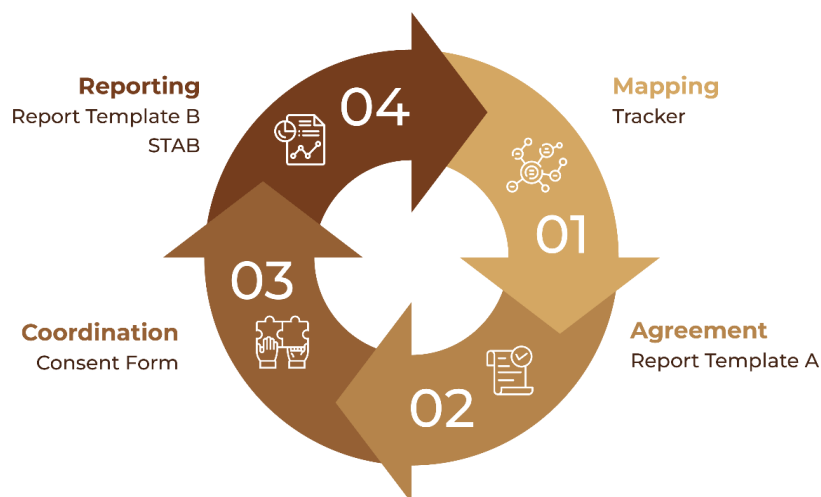 Reporting
Report Template B
STAB
04
Mapping
Tracker
01
03
Coordination
Consent Form
Agreement
Report Template A
02